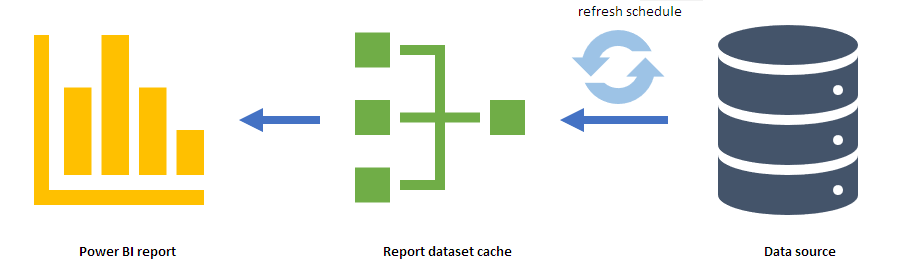 refresh schedule
Power BI report
Report dataset cache
Data source